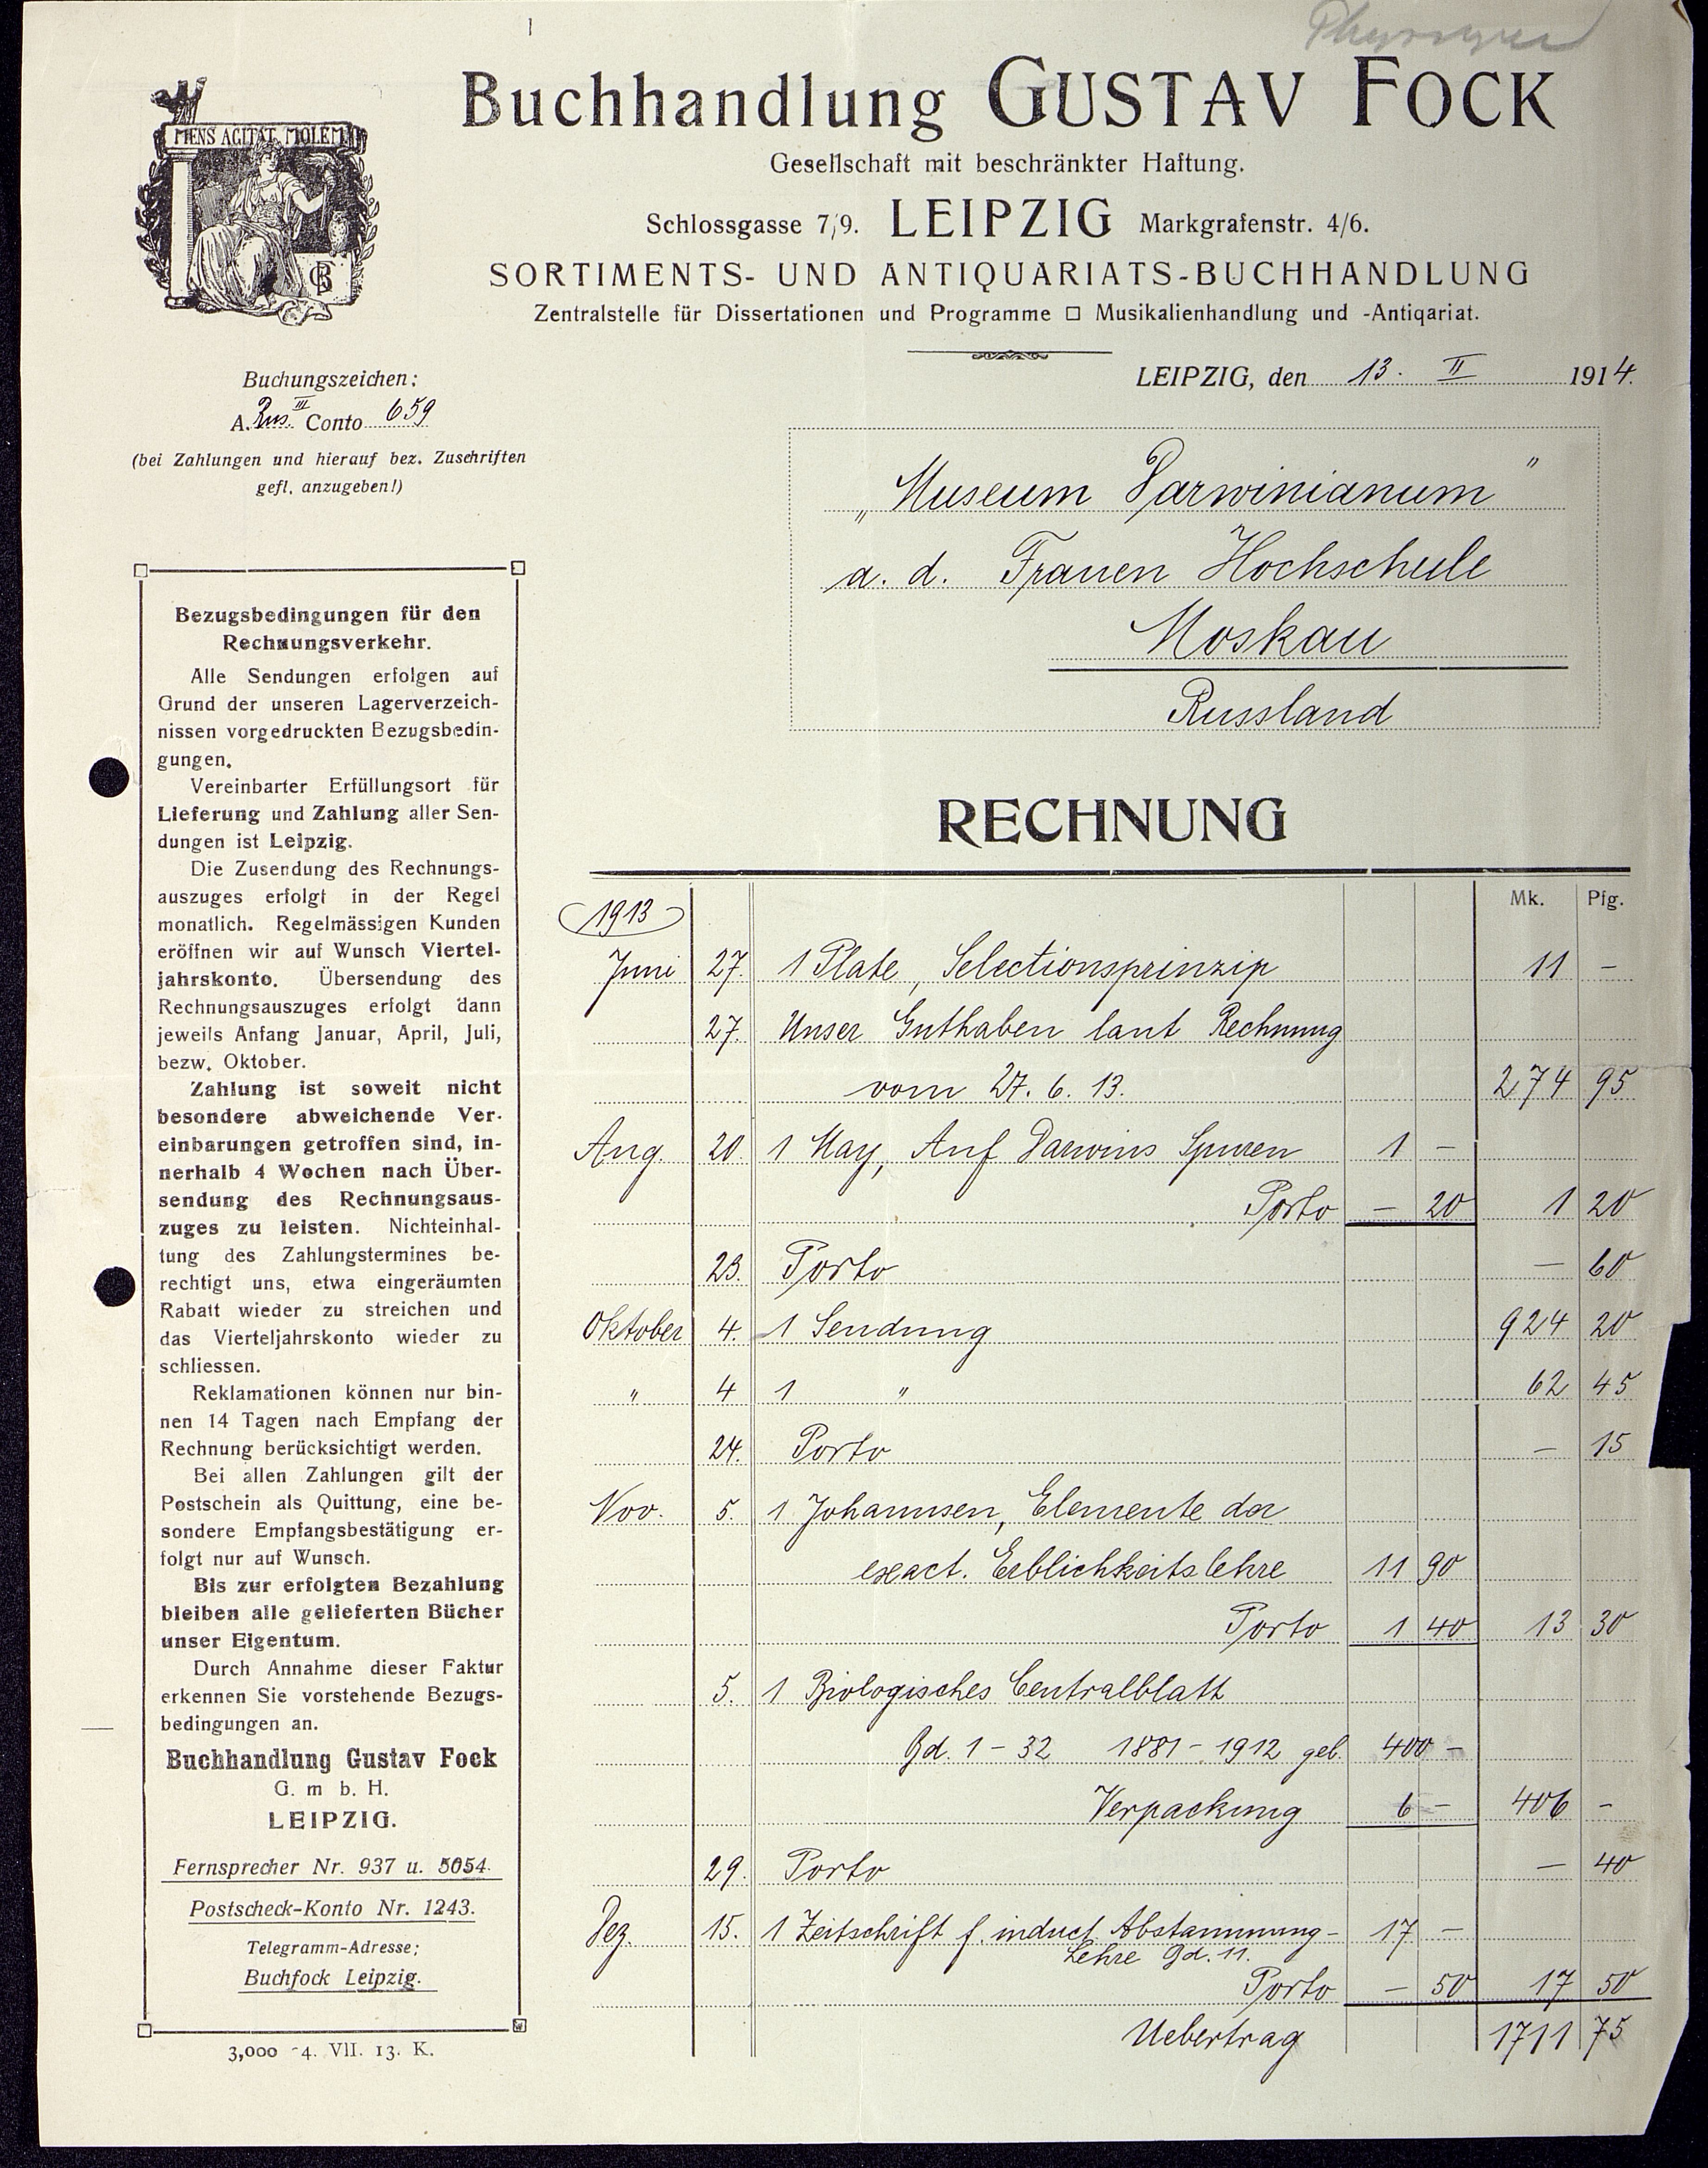 MENS AGITAT MOLEM
Buchhandlung GUSTAV FOCK
Gesellschaft mit beschränkter Haftung.
Schlossgasse 7/9. LEIPZIG Markgrafenstr. 4/6.
SORTIMENTS- UND ANTIQUARIATS-BUCHHANDLUNG
Zentralstelle für Dissertationen und Programme □ Musikalienhandlung und -Antiqariat.
LEIPZIG, den 13. II 1914.
Buchungszeichen:
A. Rus. III Conto 659
(bei Zahlungen und hierauf bez. Zuschriften
gefl. anzugeben!)
„Museum Darwinianum"
a. d. Frauen Hochschule
Moskau
Russland
Bezugsbedingungen für den
Rechnungsverkehr.
Alle Sendungen erfolgen auf
Grund der unseren Lagerverzeich-
nissen vorgedruckten Bezugsbedin-
gungen.
Vereinbarter Erfüllungsort für
Lieferung und Zahlung aller Sen-
dungen ist Leipzig.
Die Zusendung des Rechnungs-
auszuges erfolgt in der Regel
monatlich. Regelmässigen Kunden
eröffnen wir auf Wunsch Viertel-
jahrskonto. Übersendung des
Rechnungsauszuges erfolgt dann
jeweils Anfang Januar, April, Juli,
bezw. Oktober.
Zahlung ist soweit nicht
besondere abweichende Ver-
einbarungen getroffen sind, in-
nerhalb 4 Wochen nach Über-
sendung des Rechnungsaus-
zuges zu leisten. Nichteinhal-
tung des Zahlungstermines be-
rechtigt uns, etwa eingeräumten
Rabatt wieder zu streichen und
das Vierteljahrskonto wieder zu
schliessen.
Reklamationen können nur bin-
nen 14 Tagen nach Empfang der
Rechnung berücksichtigt werden.
Bei allen Zahlungen gilt der
Postschein als Quittung, eine be-
sondere Empfangsbestätigung er-
folgt nur auf Wunsch.
Bis zur erfolgten Bezahlung
bleiben alle gelieferten Bücher
unser Eigentum.
Durch Annahme dieser Faktur
erkennen Sie vorstehende Bezugs-
bedingungen an.
Buchhandlung Gustav Fock
G. m b. H.
LEIPZIG.
Fernsprecher Nr. 937 u. 5054.
Postscheck-Konto Nr. 1243.
Telegramm-Adresse;
Buchfock Leipzig.
3,000 -4. VII. 13. K.
RECHNUNG
Mk. Pfg.
1913
Juni 27. 1 Plate, Selectionsprinzip 11 -
27. Unser Guthaben laut Rechnung
vom 27. 6. 13. 274 95
Aug. 20. 1 May, Auf Darwins Spuren 1 -
Porto - 20 1 20
23. Porto - 60
Oktober 4. 1 Sendung 924 20
" 4 1 " 62 45
24. Porto - 15
Nov. 5. 1 Johannsen, Elemente der
exact. Erblichkeitslehre 11 90
Porto 1 40 13 30
5. 1 Biologisches Centralblatt
Bd. 1 - 32 1881 - 1912 geb. 400 -
Verpackung 6 - 406 -
29. Porto - 40
Dez. 15. 1 Zeitschrift f. induct. Abstammung- 17 -
Lehre Bd. 11.
Porto - 50 17 50
Uebertrag 1711 75